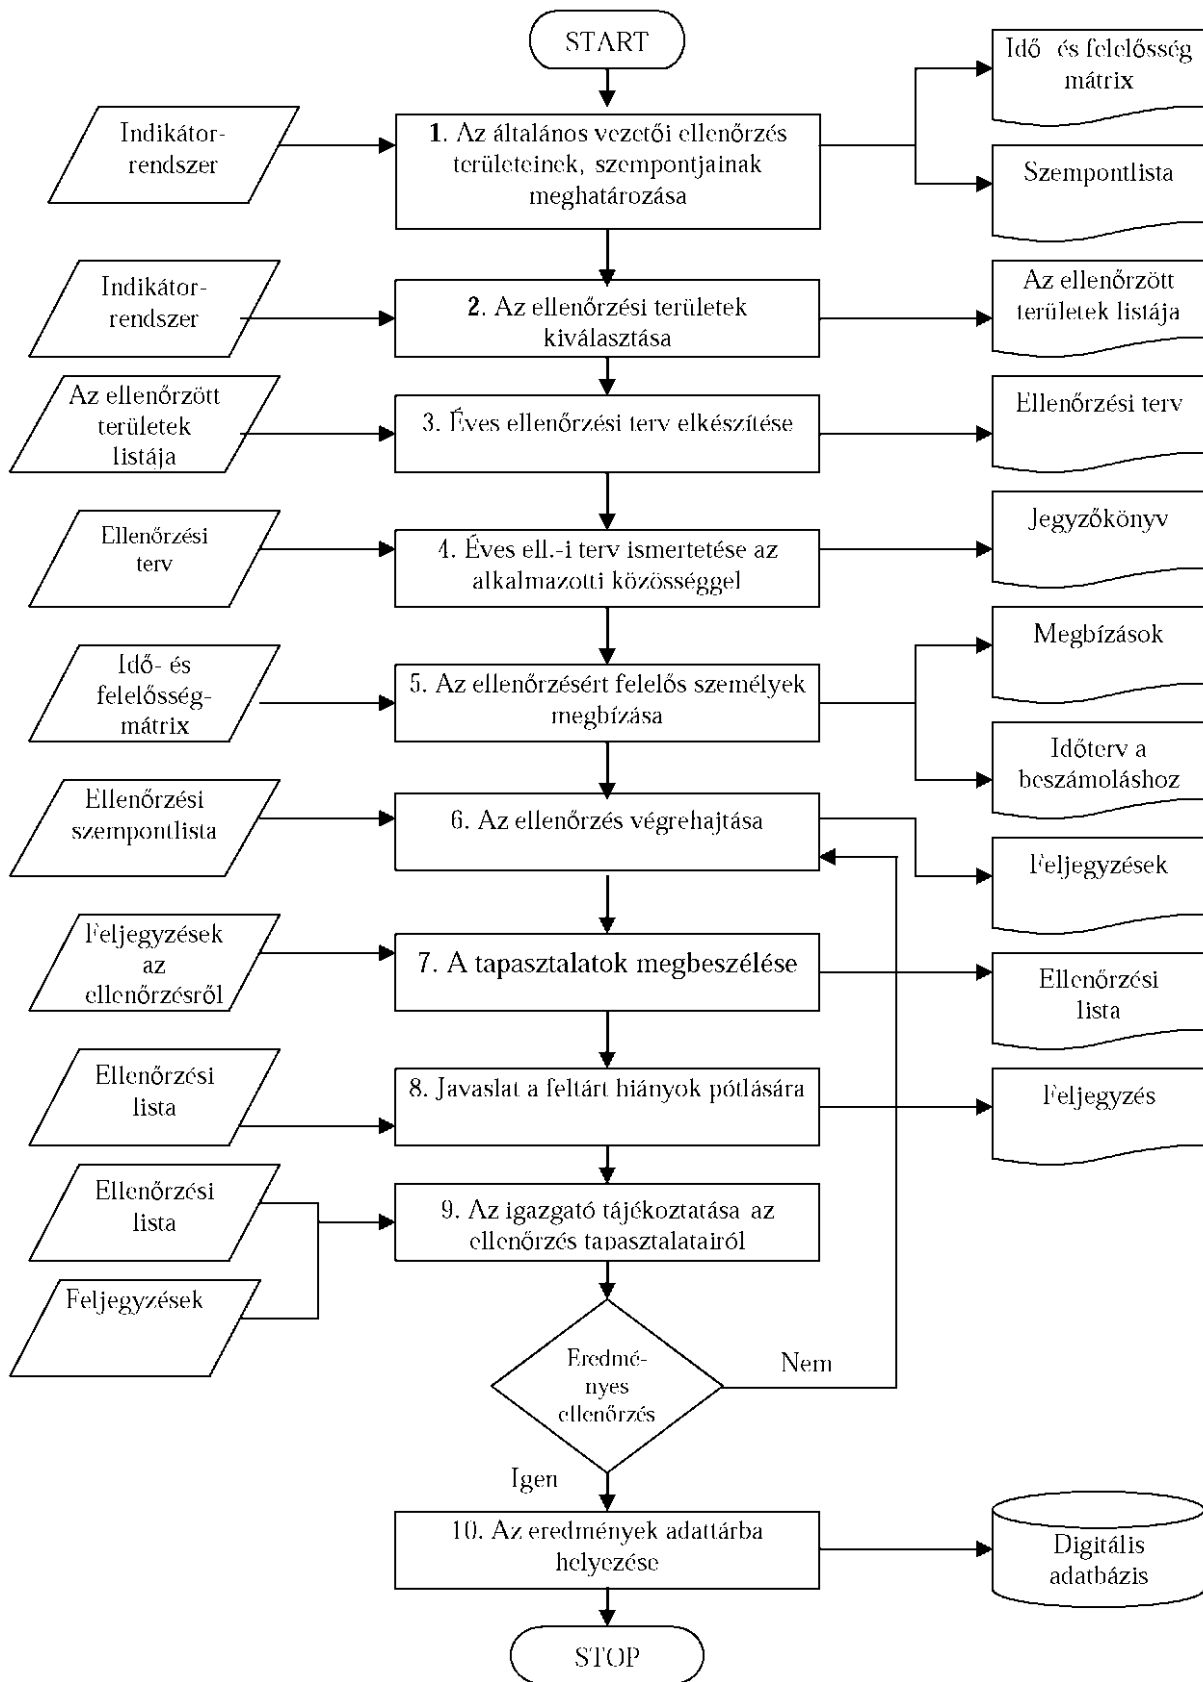 START
Idő- és felelősség
mátrix
Indikátor-
rendszer
1. Az általános vezetői ellenőrzés
területeinek, szempontjainak
meghatározása
Szempontlista
Indikátor-
rendszer
2. Az ellenőrzési területek
kiválasztása
Az ellenőrzött
területek listája
Az ellenőrzött
területek
listája
3. Éves ellenőrzési terv elkészítése
Ellenőrzési terv
Ellenőrzési
terv
4. Éves ell.-i terv ismertetése az
alkalmazotti közösséggel
Jegyzőkönyv
Idő- és
felelősség-
mátrix
5. Az ellenőrzésért felelős személyek
megbízása
Megbízások
Időterv a
beszámoláshoz
Ellenőrzési
szempontlista
6. Az ellenőrzés végrehajtása
Feljegyzések
Feljegyzések
az
ellenőrzésről
7. A tapasztalatok megbeszélése
Ellenőrzési
lista
Ellenőrzési
lista
8. Javaslat a feltárt hiányok pótlására
Feljegyzés
Ellenőrzési
lista
9. Az igazgató tájékoztatása az
ellenőrzés tapasztalatairól
Feljegyzések
Eredmé-
nyes
ellenőrzés
Nem
Igen
10. Az eredmények adattárba
helyezése
Digitális
adatbázis
STOP